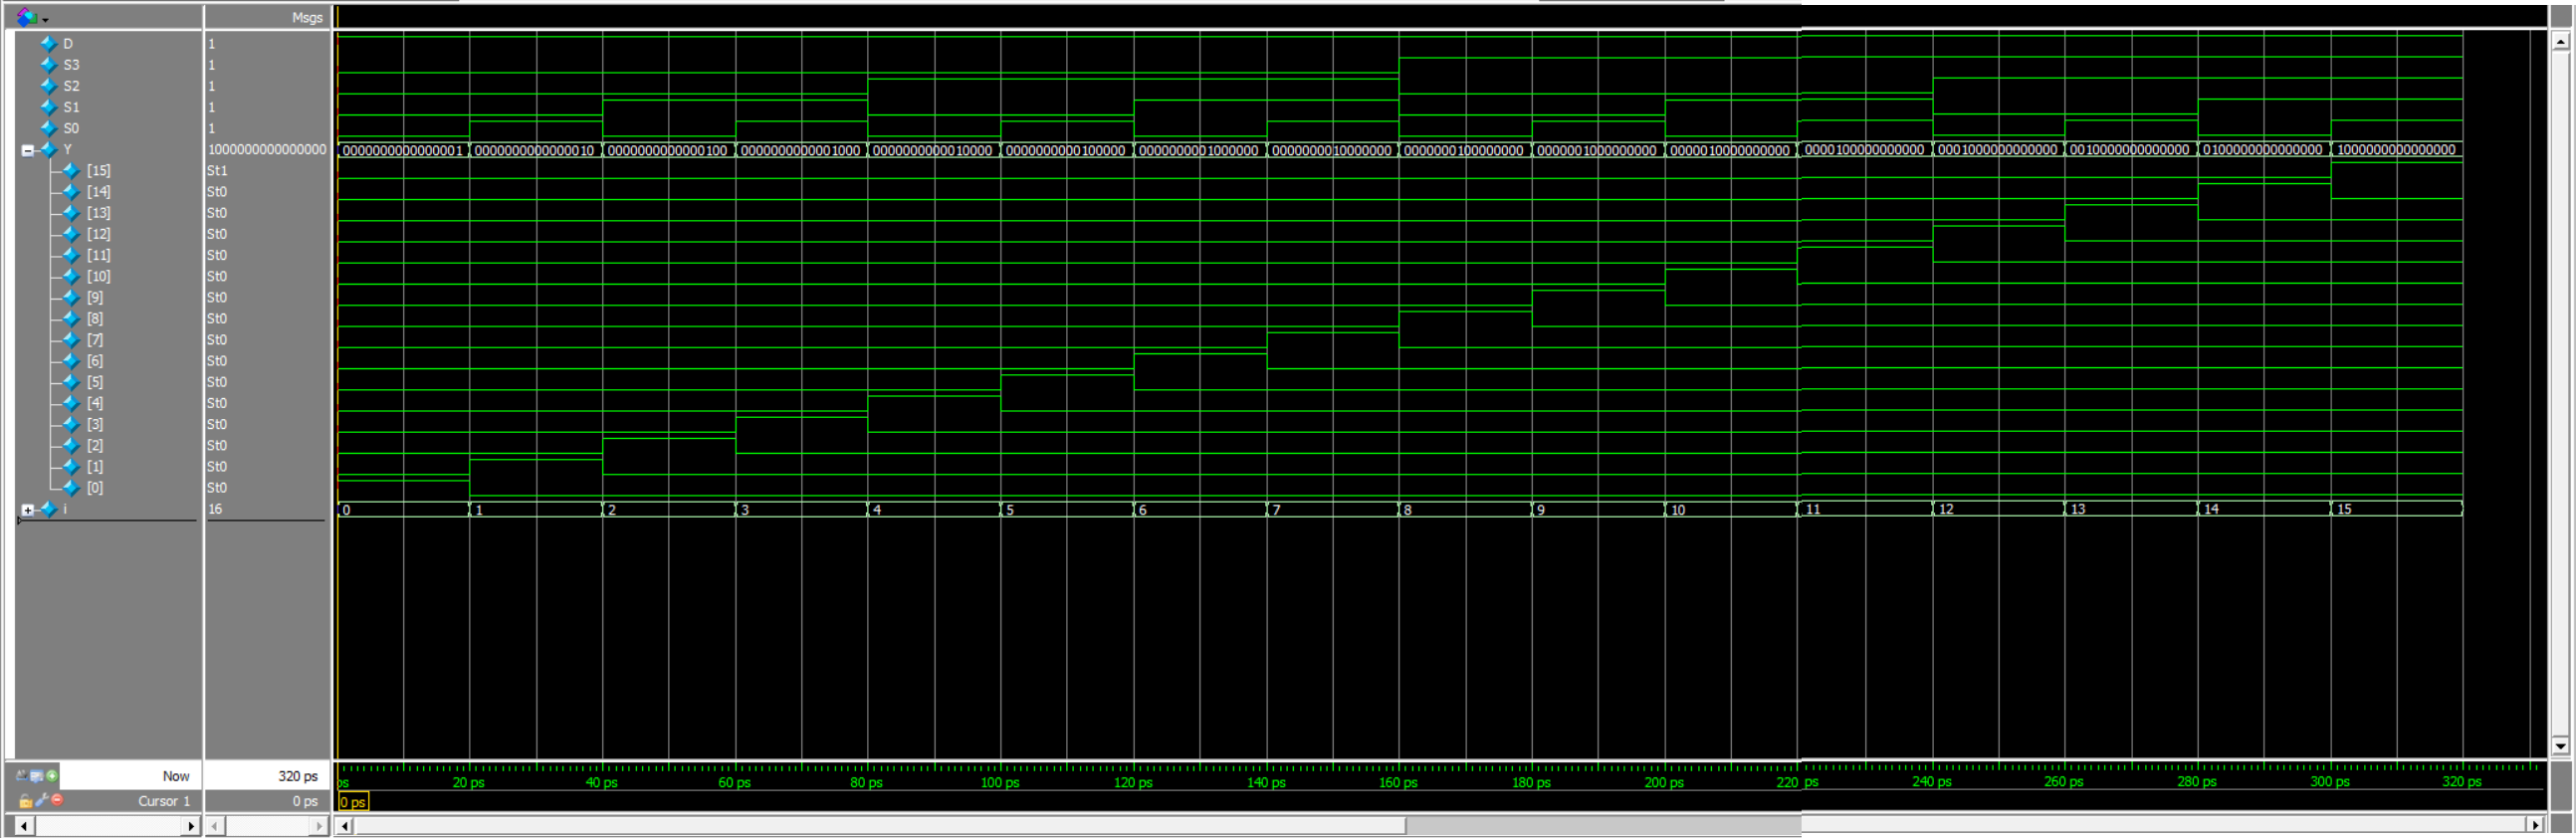 Msgs
D 1
S3 1
S2 1
S1 1
S0 1
Y 1000000000000000 0000000000000001 0000000000000010 0000000000000100 0000000000001000 0000000000010000 0000000000100000 0000000001000000 0000000010000000 0000000100000000 0000001000000000 0000010000000000 0000100000000000 0001000000000000 0010000000000000 0100000000000000 1000000000000000
[15] St1
[14] St0
[13] St0
[12] St0
[11] St0
[10] St0
[9] St0
[8] St0
[7] St0
[6] St0
[5] St0
[4] St0
[3] St0
[2] St0
[1] St0
[0] St0
i 16 0 1 2 3 4 5 6 7 8 9 10 11 12 13 14 15
Now 320 ps ps 20 ps 40 ps 60 ps 80 ps 100 ps 120 ps 140 ps 160 ps 180 ps 200 ps 220 ps 240 ps 260 ps 280 ps 300 ps 320 ps
Cursor 1 0 ps 0 ps